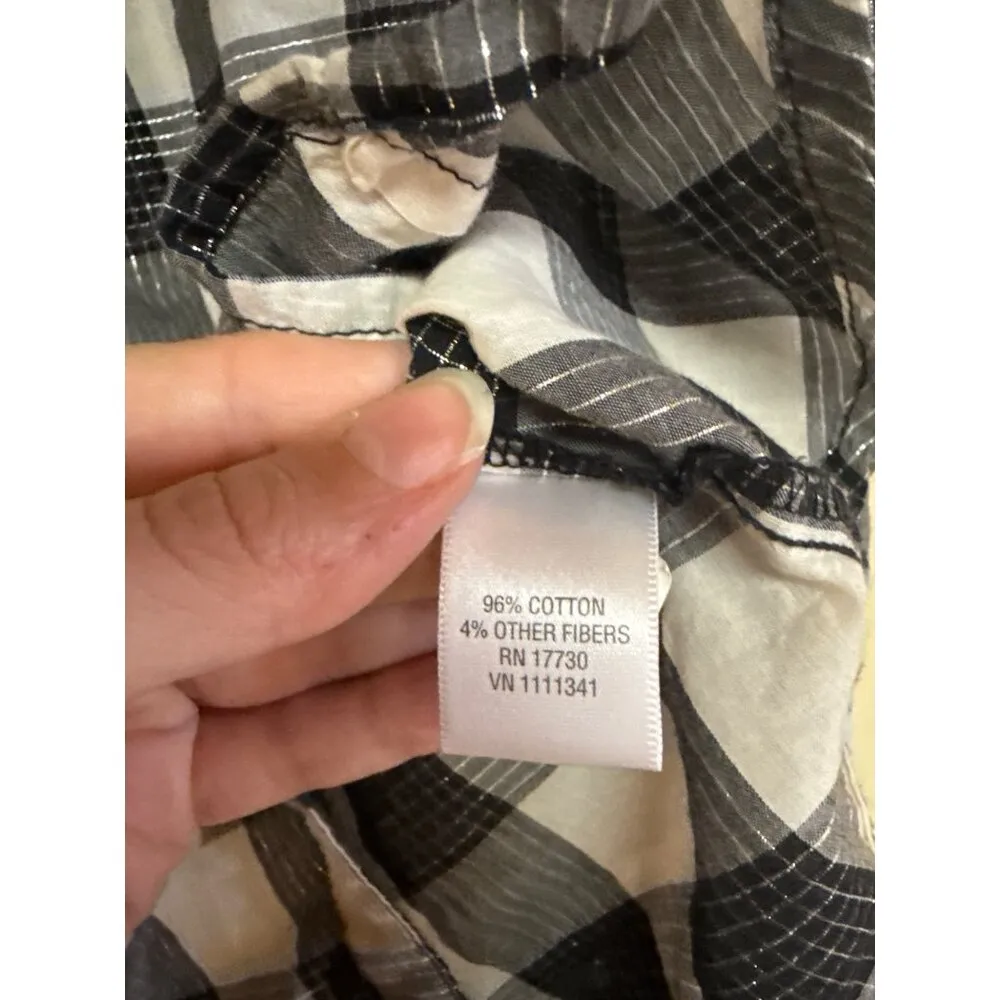 96% COTTON
4% OTHER FIBERS
RN 17730
VN 1111341